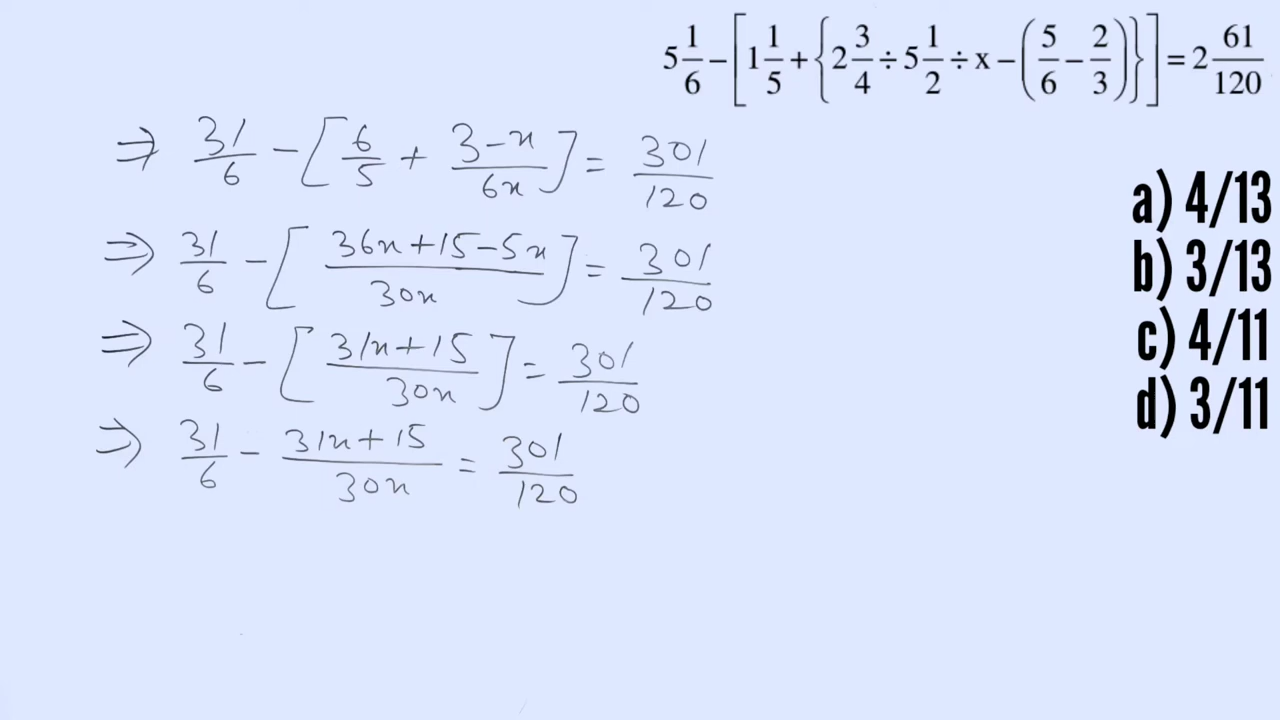 5 1/6 − [1 1/5 + {2 3/4 ÷ 5 1/2 ÷ x − (5/6 − 2/3)}] = 2 61/120
⇒ 31/6 − [6/5 + (3−x)/6x] = 301/120
⇒ 31/6 − [(36x+15−5x)/30x] = 301/120
⇒ 31/6 − [(31x+15)/30x] = 301/120
⇒ 31/6 − (31x+15)/30x = 301/120
a) 4/13
b) 3/13
c) 4/11
d) 3/11